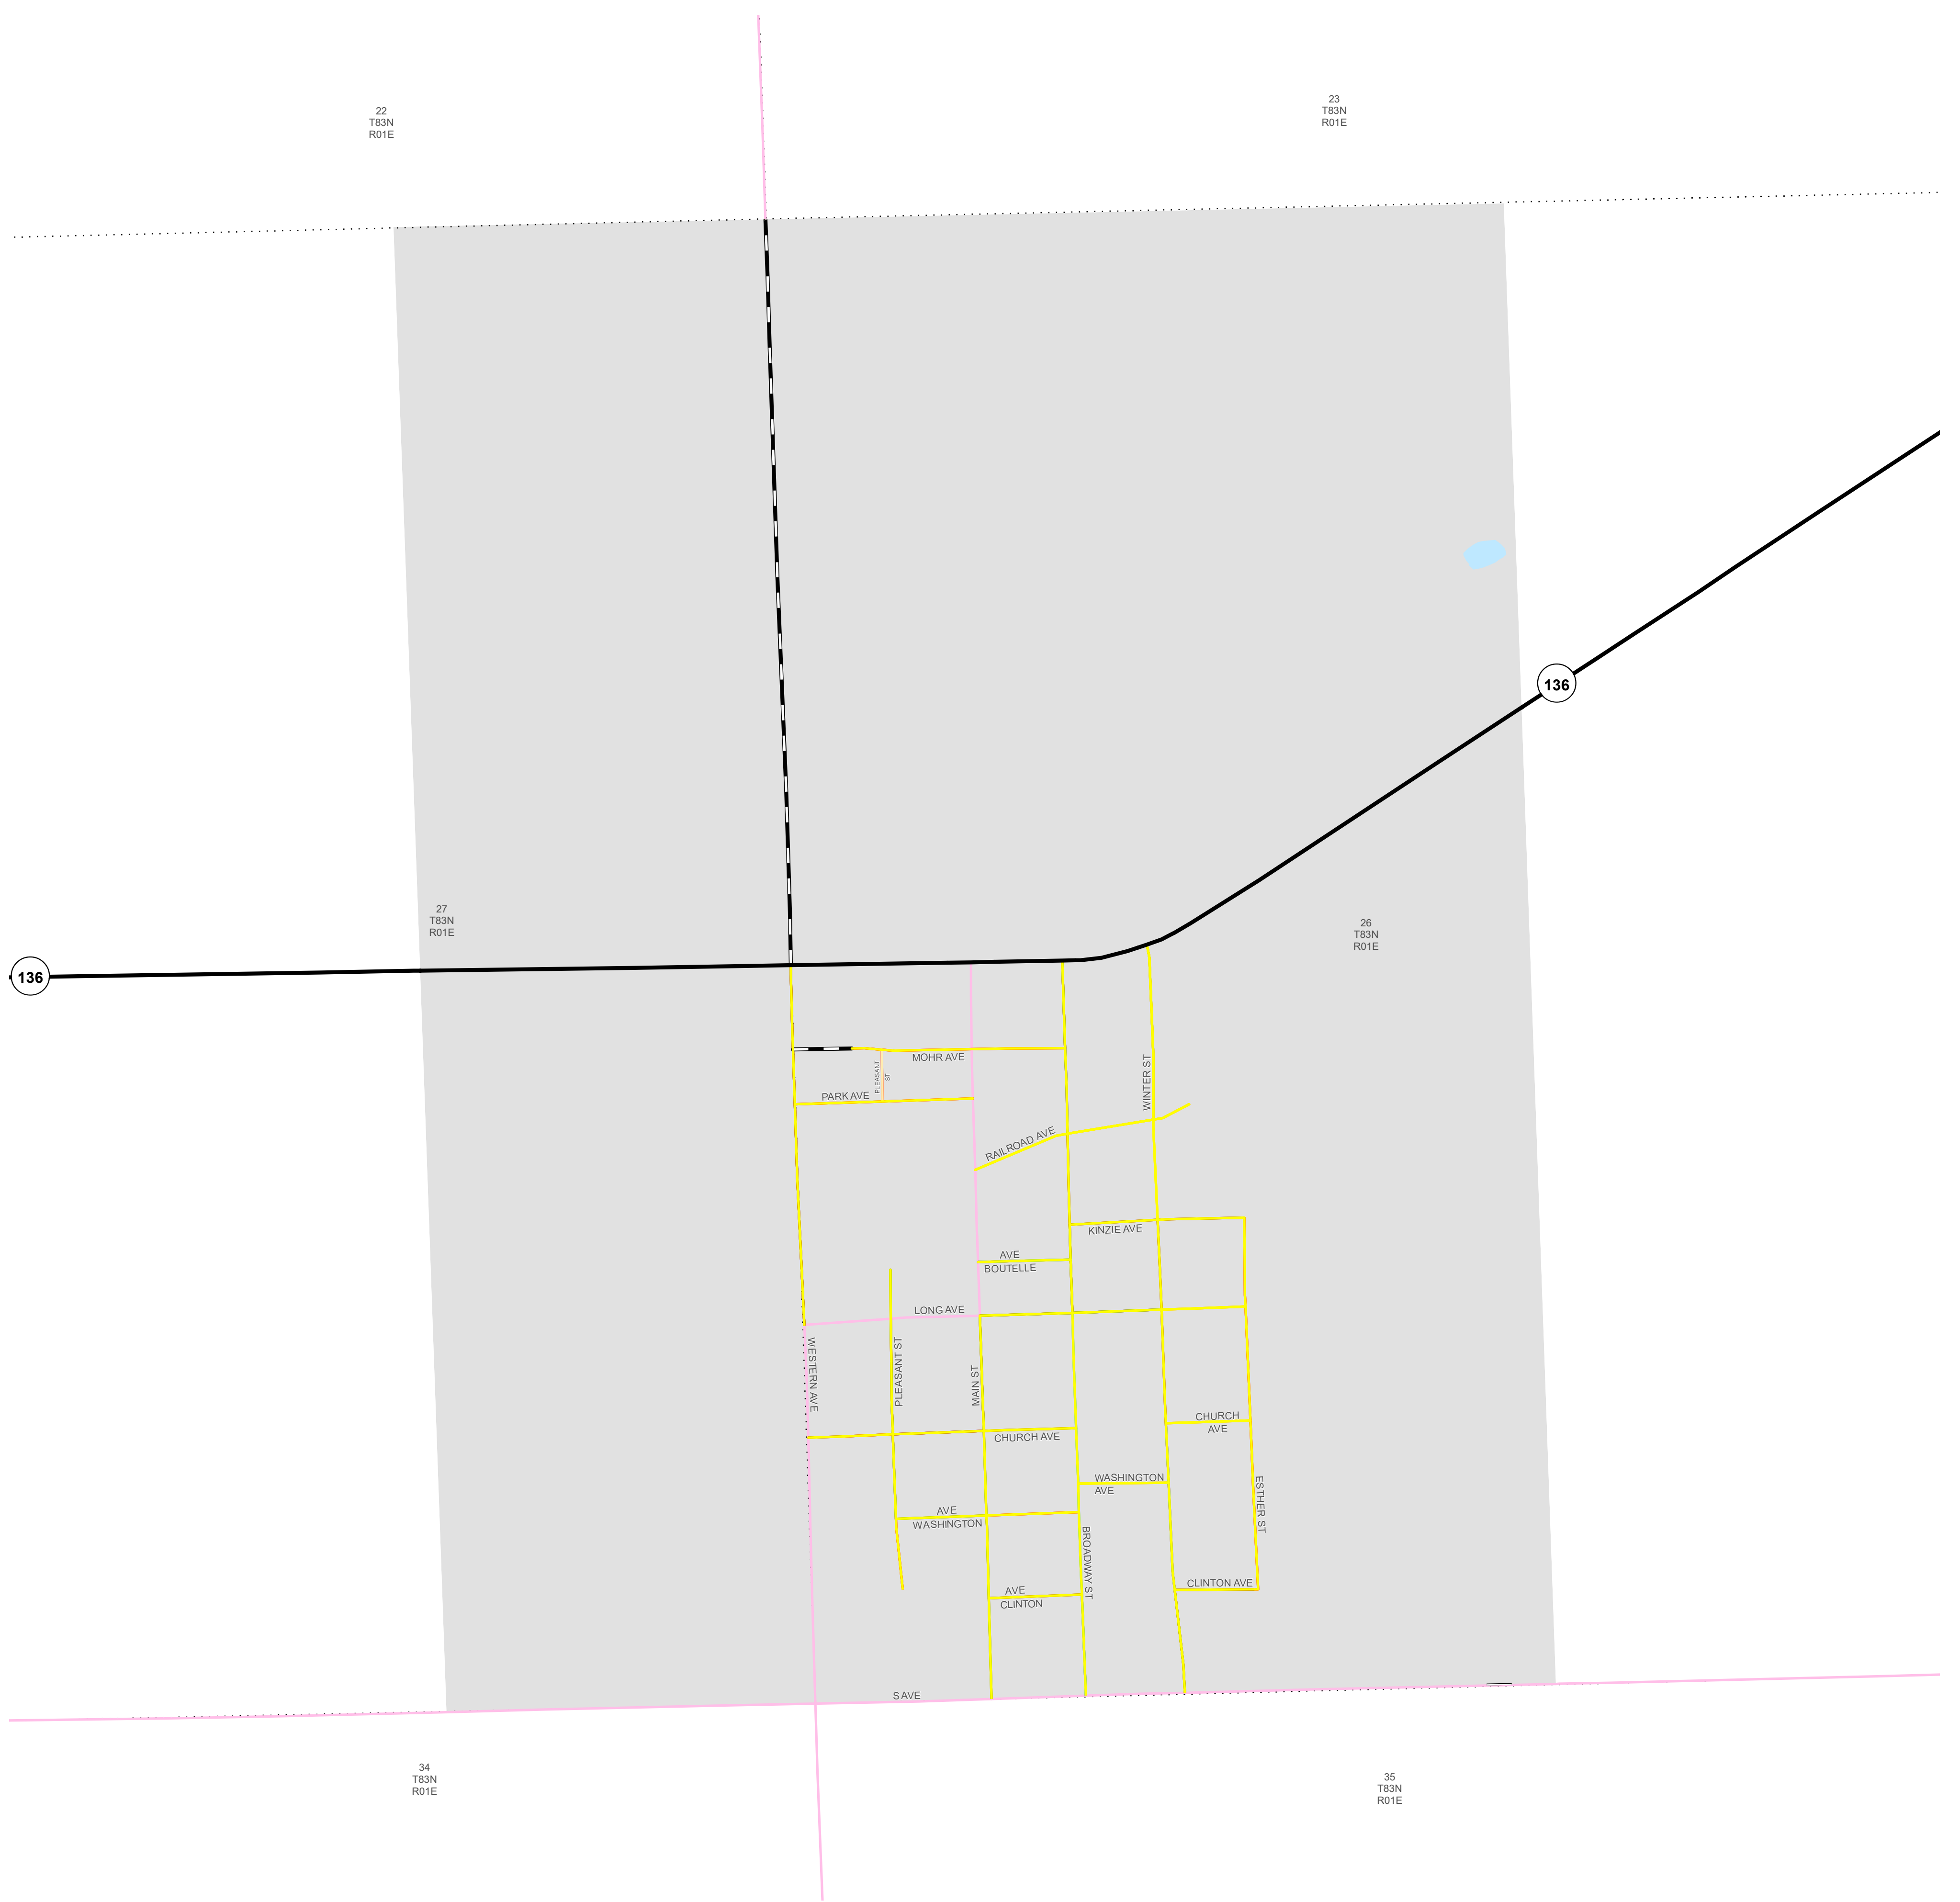 22
T83N
R01E
23
T83N
R01E
136
27
T83N
R01E
26
T83N
R01E
136
MOHR AVE
PLEASANT
ST
PARK AVE
WINTER ST
RAILROAD AVE
KINZIE AVE
AVE
BOUTELLE
LONG AVE
WESTERN AVE
PLEASANT ST
MAIN ST
CHURCH
AVE
CHURCH AVE
WASHINGTON
AVE
ESTHER ST
AVE
WASHINGTON
BROADWAY ST
CLINTON AVE
AVE
CLINTON
S AVE
34
T83N
R01E
35
T83N
R01E